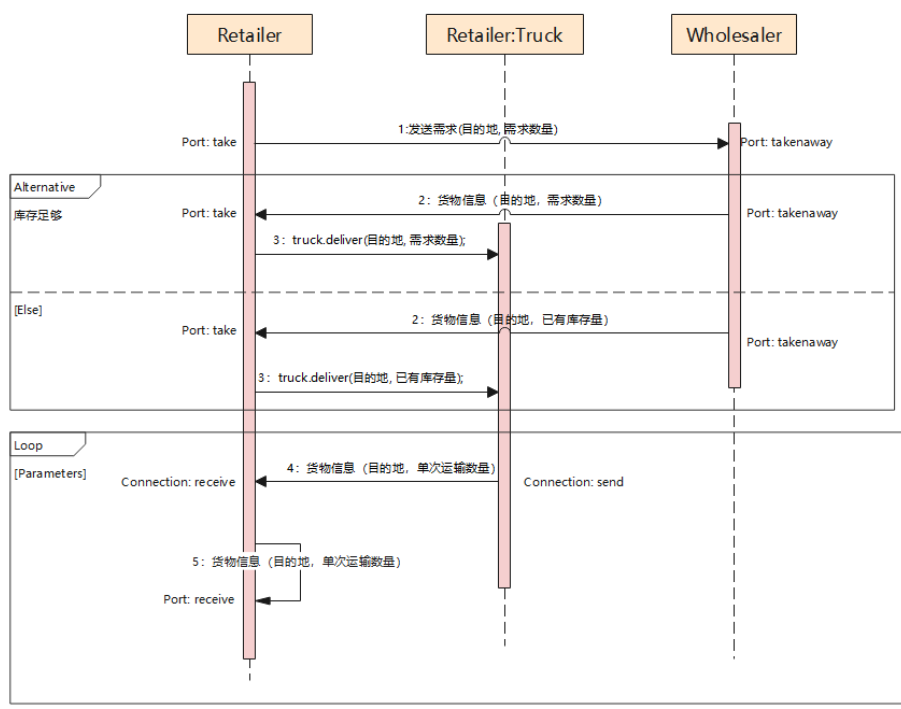 Retailer
Retailer:Truck
Wholesaler
1:发送需求(目的地, 需求数量)
Port: take
Port: takenaway
Alternative
库存足够
2：货物信息（目的地，需求数量）
Port: take
Port: takenaway
3：truck.deliver(目的地, 需求数量);
[Else]
2：货物信息（目的地，已有库存量）
Port: take
Port: takenaway
3：truck.deliver(目的地, 已有库存量);
Loop
[Parameters]
4：货物信息（目的地，单次运输数量）
Connection: receive
Connection: send
5：货物信息（目的地，单次运输数量）
Port: receive